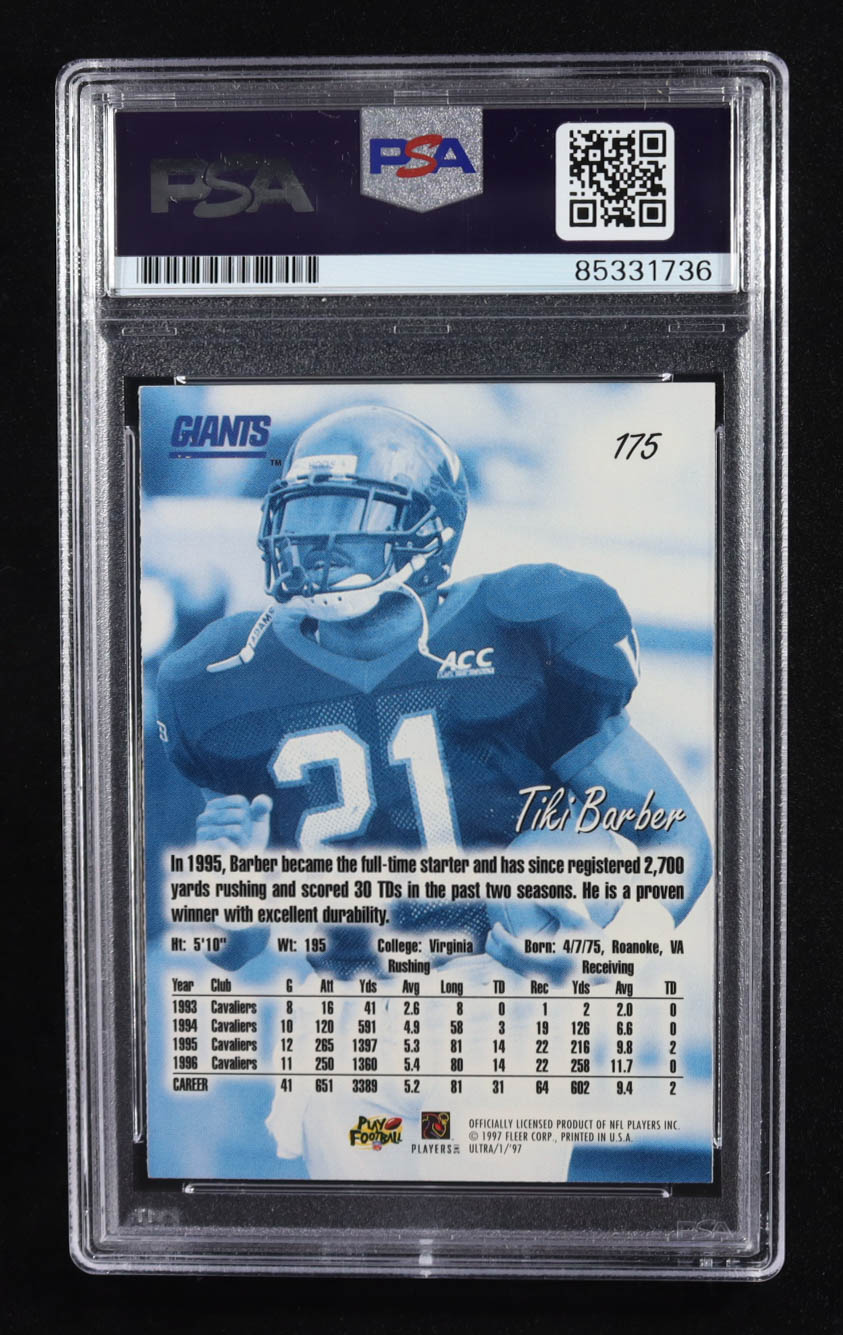 PSA
PSA
85331736
GIANTS™
175
ADAMS
ACC
21
Tiki Barber
In 1995, Barber became the full-time starter and has since registered 2,700
yards rushing and scored 30 TDs in the past two seasons. He is a proven
winner with excellent durability.
Ht: 5'10" Wt: 195 College: Virginia Born: 4/7/75, Roanoke, VA
Rushing Receiving
Year Club G Att Yds Avg Long TD Rec Yds Avg TD
1993 Cavaliers 8 16 41 2.6 8 0 1 2 2.0 0
1994 Cavaliers 10 120 591 4.9 58 3 19 126 6.6 0
1995 Cavaliers 12 265 1397 5.3 81 14 22 216 9.8 2
1996 Cavaliers 11 250 1360 5.4 80 14 22 258 11.7 0
CAREER 41 651 3389 5.2 81 31 64 602 9.4 2
PLAY FOOTBALL
PLAYERS INC
OFFICIALLY LICENSED PRODUCT OF NFL PLAYERS INC.
© 1997 FLEER CORP., PRINTED IN U.S.A.
ULTRA/1/'97
PSA